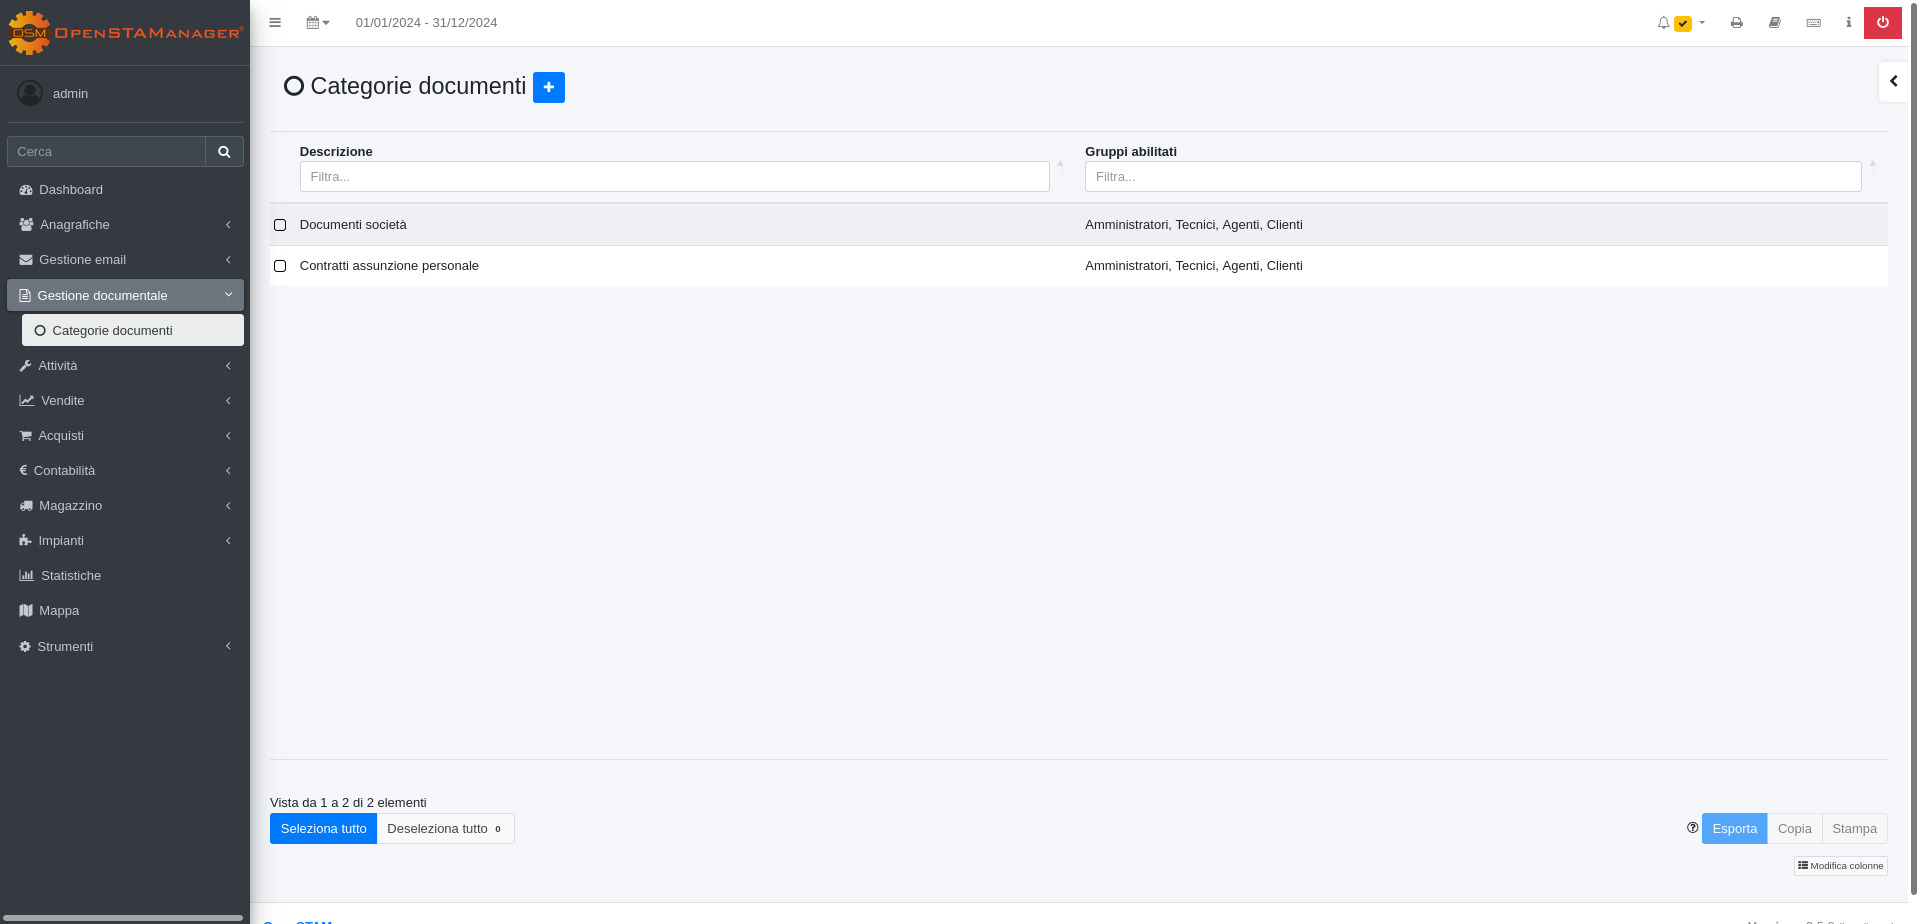 OSM OpenSTAManager
01/01/2024 - 31/12/2024
admin
Cerca
Dashboard
Anagrafiche
Gestione email
Gestione documentale
Categorie documenti
Attività
Vendite
Acquisti
Contabilità
Magazzino
Impianti
Statistiche
Mappa
Strumenti
Categorie documenti
Descrizione Gruppi abilitati
Filtra... Filtra...
Documenti società Amministratori, Tecnici, Agenti, Clienti
Contratti assunzione personale Amministratori, Tecnici, Agenti, Clienti
Vista da 1 a 2 di 2 elementi
Seleziona tutto Deseleziona tutto 0 Esporta Copia Stampa
Modifica colonne